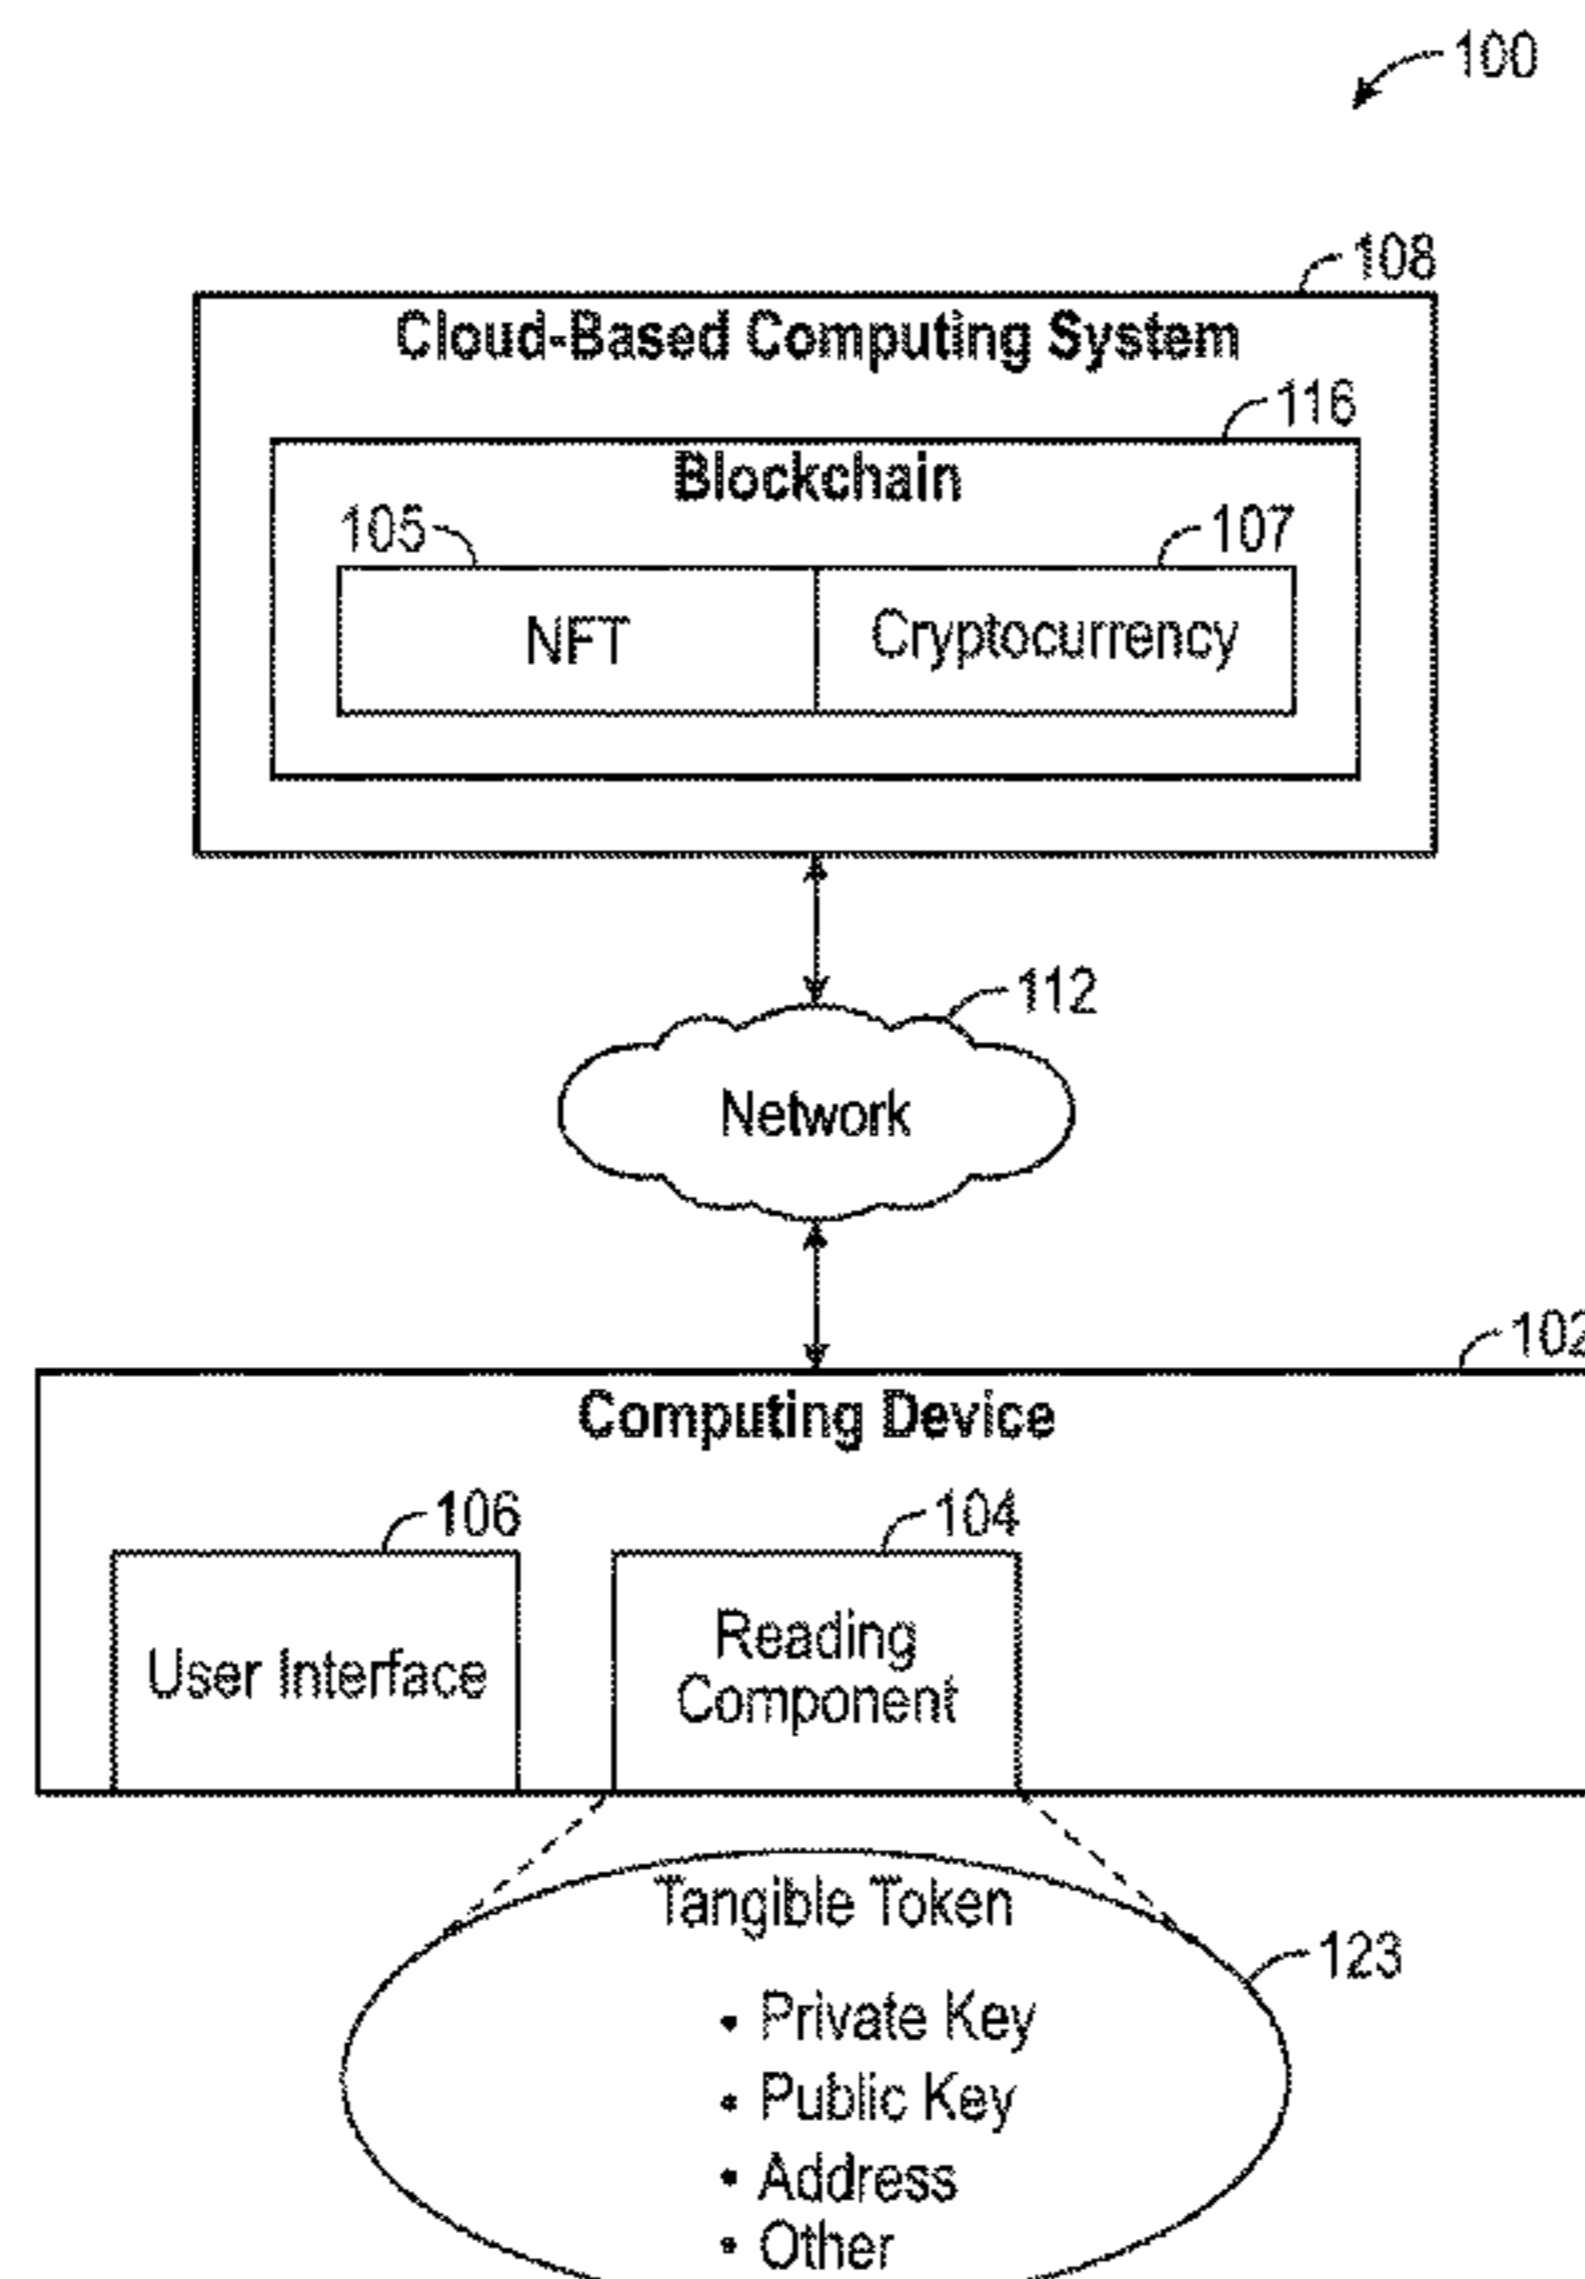 100
108
Cloud-Based Computing System
116
Blockchain
105
107
NFT
Cryptocurrency
112
Network
102
Computing Device
106
104
User Interface
Reading
Component
Tangible Token
123
• Private Key
• Public Key
• Address
• Other